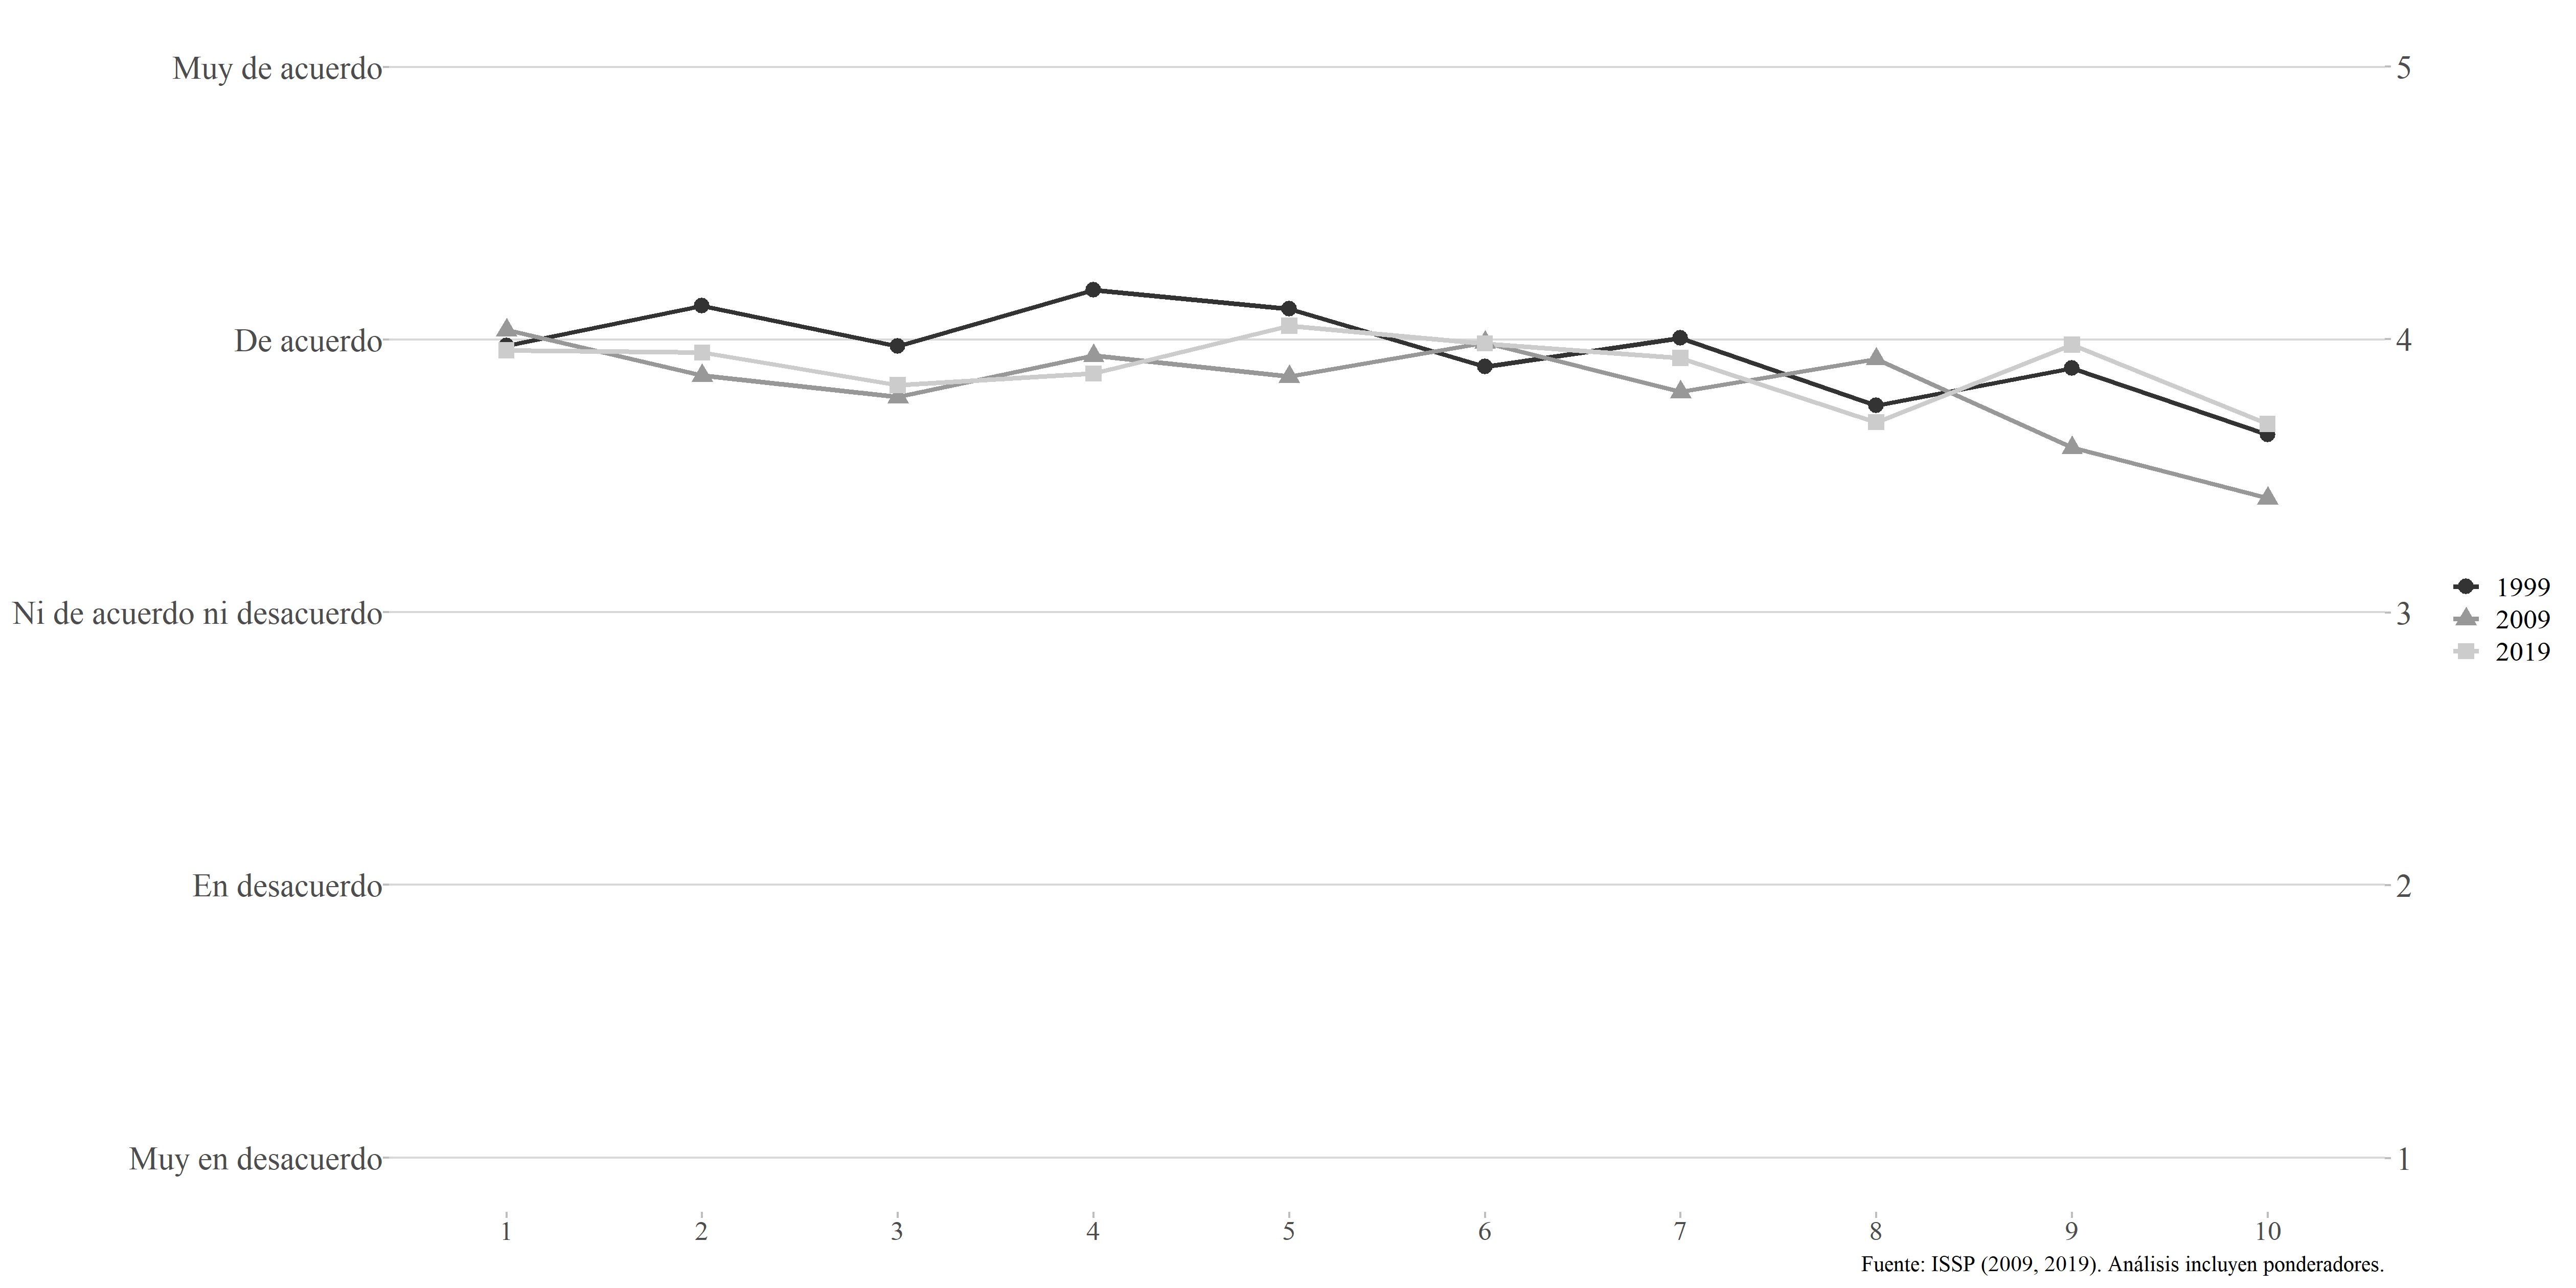 Muy de acuerdo
5
De acuerdo
4
Ni de acuerdo ni desacuerdo
3
En desacuerdo
2
Muy en desacuerdo
1
1999
2009
2019
1 2 3 4 5 6 7 8 9 10
Fuente: ISSP (2009, 2019). Análisis incluyen ponderadores.